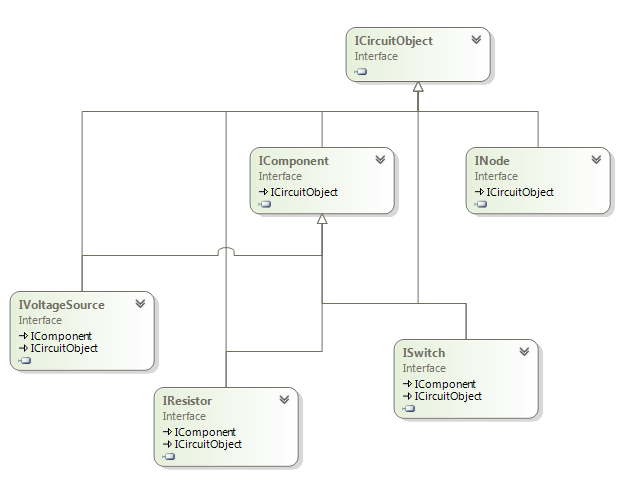 ICircuitObject
Interface
IComponent
Interface
ICircuitObject
INode
Interface
ICircuitObject
IVoltageSource
Interface
IComponent
ICircuitObject
ISwitch
Interface
IComponent
ICircuitObject
IResistor
Interface
IComponent
ICircuitObject